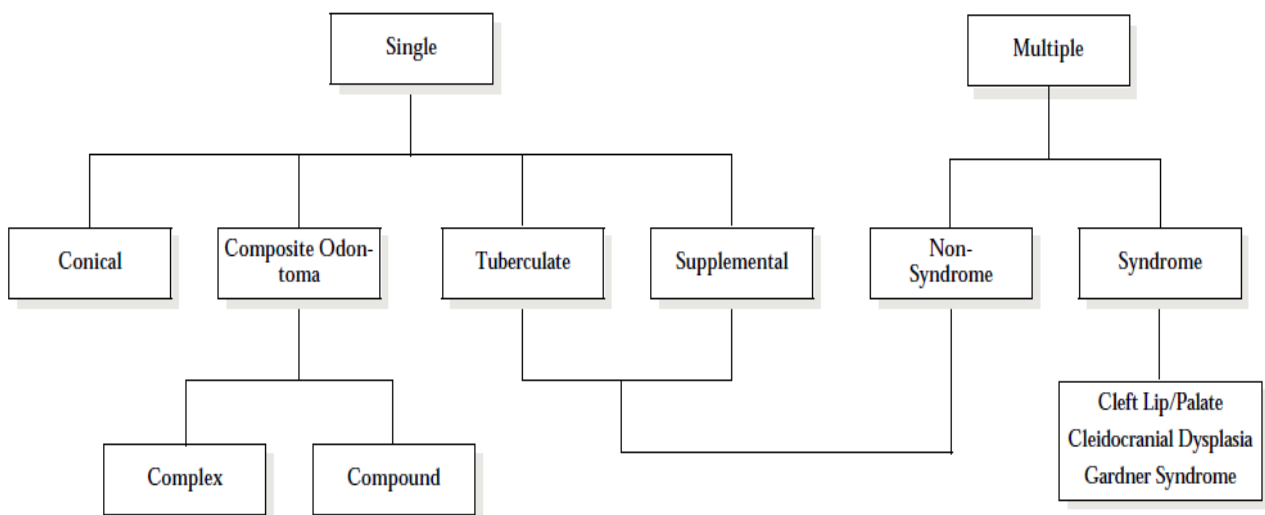 Single
Multiple
Conical
Composite Odon-
toma
Tuberculate
Supplemental
Non-
Syndrome
Syndrome
Complex
Compound
Cleft Lip/Palate
Cleidocranial Dysplasia
Gardner Syndrome